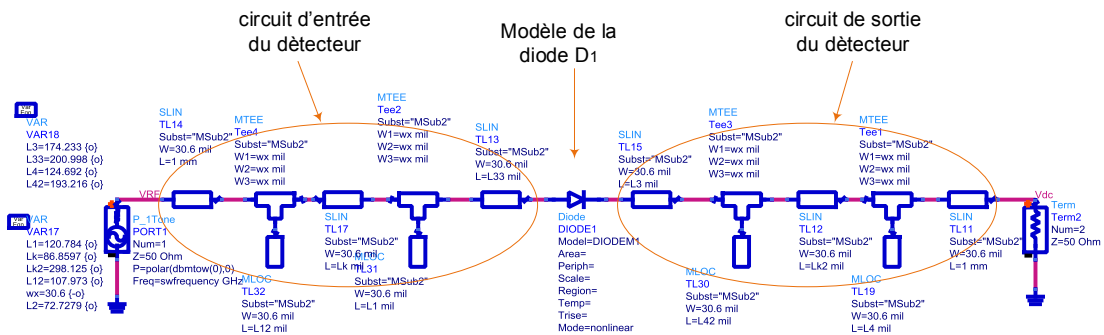 circuit d'entrée
du dètecteur
Modèle de la
diode D1
circuit de sortie
du dètecteur
Var
Eqn
VAR
VAR18
L3=174.233 {o}
L33=200.998 {o}
L4=124.692 {o}
L42=193.216 {o}
Var
Eqn
VAR
VAR17
L1=120.784 {o}
Lk=86.8597 {o}
Lk2=298.125 {o}
L12=107.973 {o}
wx=30.6 {-o}
L2=72.7279 {o}
VRF
P_1Tone
PORT1
Num=1
Z=50 Ohm
P=polar(dbmtow(0),0)
Freq=swfrequency GHz
SLIN
TL14
Subst="MSub2"
W=30.6 mil
L=1 mm
MTEE
Tee4
Subst="MSub2"
W1=wx mil
W2=wx mil
W3=wx mil
MLOC
TL32
Subst="MSub2"
W=30.6 mil
L=L12 mil
SLIN
TL17
Subst="MSub2"
W=30.6 mil
L=Lk mil
MTEE
Tee2
Subst="MSub2"
W1=wx mil
W2=wx mil
W3=wx mil
MLOC
TL31
Subst="MSub2"
W=30.6 mil
L=L1 mil
SLIN
TL13
Subst="MSub2"
W=30.6 mil
L=L33 mil
Diode
DIODE1
Model=DIODEM1
Area=
Periph=
Scale=
Region=
Temp=
Trise=
Mode=nonlinear
SLIN
TL15
Subst="MSub2"
W=30.6 mil
L=L3 mil
MTEE
Tee3
Subst="MSub2"
W1=wx mil
W2=wx mil
W3=wx mil
MLOC
TL30
Subst="MSub2"
W=30.6 mil
L=L42 mil
SLIN
TL12
Subst="MSub2"
W=30.6 mil
L=Lk2 mil
MTEE
Tee1
Subst="MSub2"
W1=wx mil
W2=wx mil
W3=wx mil
MLOC
TL19
Subst="MSub2"
W=30.6 mil
L=L4 mil
SLIN
TL11
Subst="MSub2"
W=30.6 mil
L=1 mm
Vdc
Term
Term2
Num=2
Z=50 Ohm